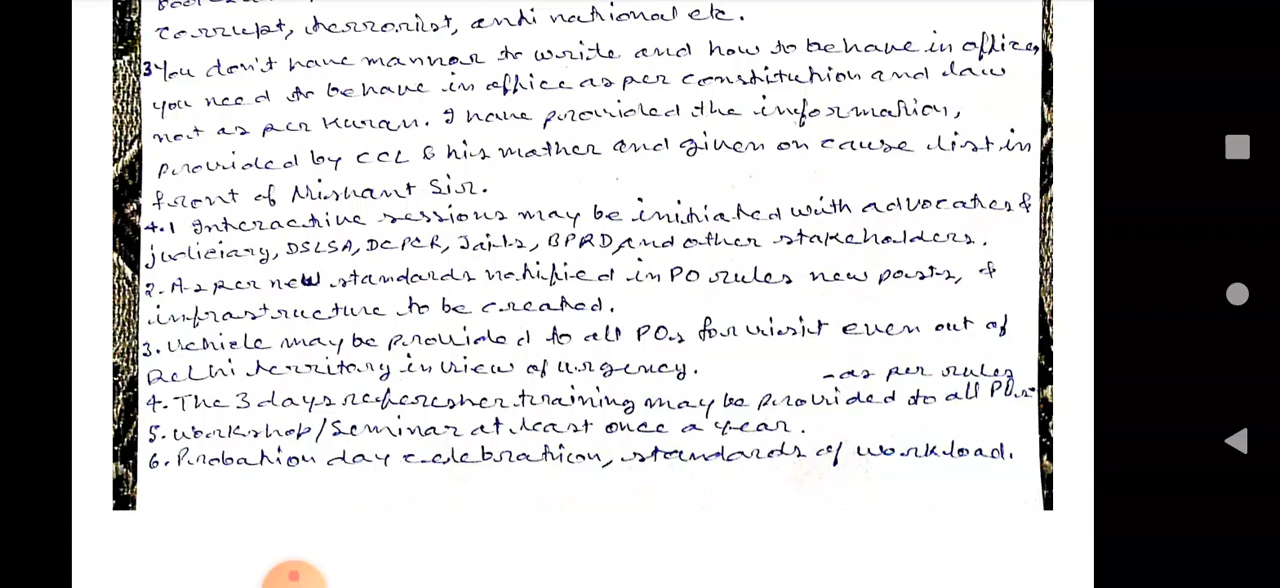 corrupt, terrorist, anti national etc.
3 You don't have mannar to write and how to behave in office,
you need to behave in office as per constitution and law
not as per Kuran. I have provided the information,
provided by CCL & his mather and given on cause list in
front of Nishant Sir.
4.1 Interactive sessions may be initiated with advocates &
judiciary, DSLSA, DCPCR, Jails, BPRD, and other stakeholders.
2. As per new standards notified in PO rules new posts, &
infrastructure to be created.
3. Vehicle may be provided to all POs for visit even out of
Delhi territory in view of urgency.
- as per rules
4. The 3 days refresher training may be provided to all POs
5. Workshop/Seminar at least once a year.
6. Probation day celebration, standards of workload.